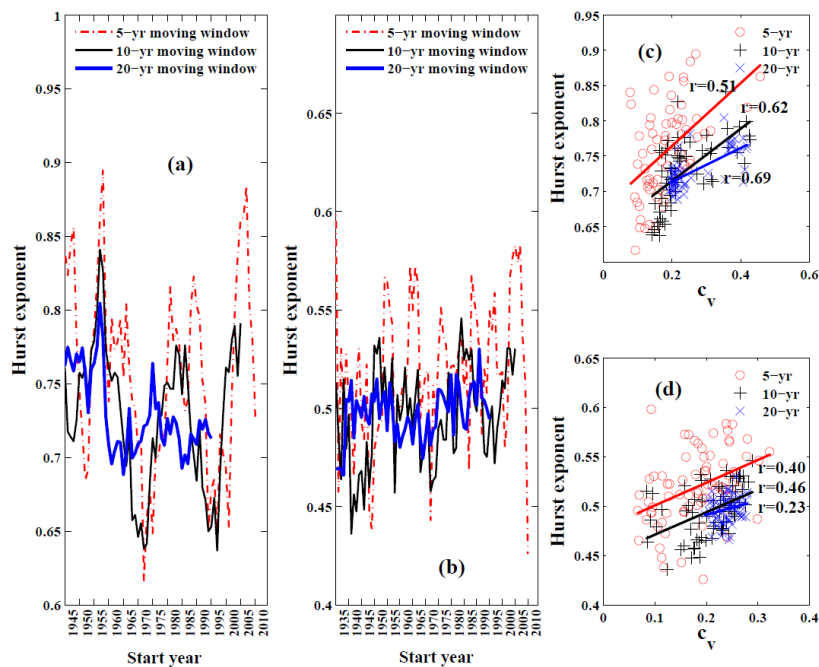 5-yr moving window
10-yr moving window
20-yr moving window
(a)
1
0.95
0.9
0.85
0.8
0.75
0.7
0.65
0.6
Hurst exponent
1945
1950
1955
1960
1965
1970
1975
1980
1985
1990
1995
2000
2005
2010
Start year
5-yr moving window
10-yr moving window
20-yr moving window
(b)
0.65
0.6
0.55
0.5
0.45
0.4
Hurst exponent
1935
1940
1945
1950
1955
1960
1965
1970
1975
1980
1985
1990
1995
2000
2005
2010
Start year
(c)
5-yr
10-yr
20-yr
r=0.51
r=0.62
r=0.69
0.95
0.9
0.85
0.8
0.75
0.7
0.65
Hurst exponent
0 0.2 0.4 0.6
cv
(d)
5-yr
10-yr
20-yr
r=0.40
r=0.46
r=0.23
0.65
0.6
0.55
0.5
0.45
0.4
Hurst exponent
0 0.1 0.2 0.3 0.4
cv